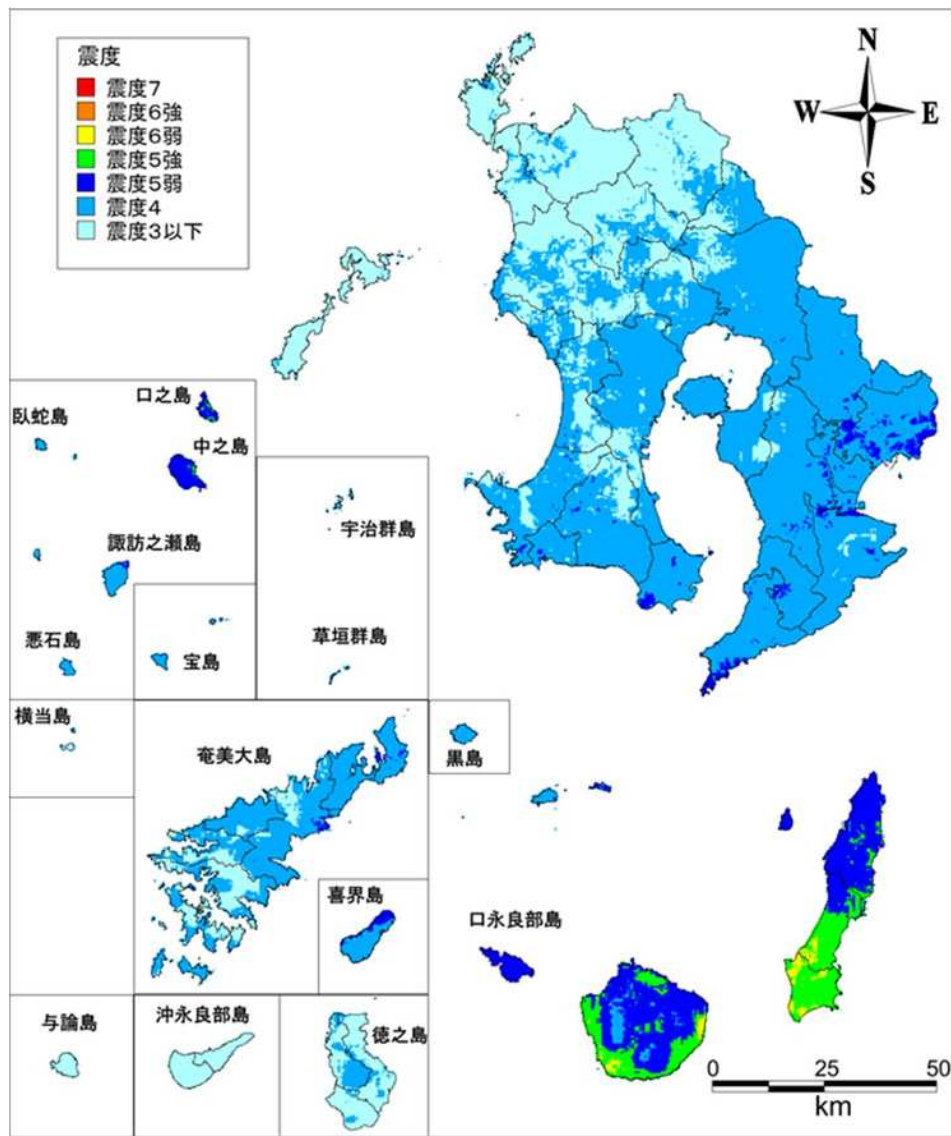 震度
震度7
震度6強
震度6弱
震度5強
震度5弱
震度4
震度3以下
N
W
E
S
口之島
臥蛇島
中之島
諏訪之瀬島
悪石島
宝島
宇治群島
草垣群島
横当島
奄美大島
黒島
喜界島
口永良部島
与論島
沖永良部島
徳之島
0 25 50
km